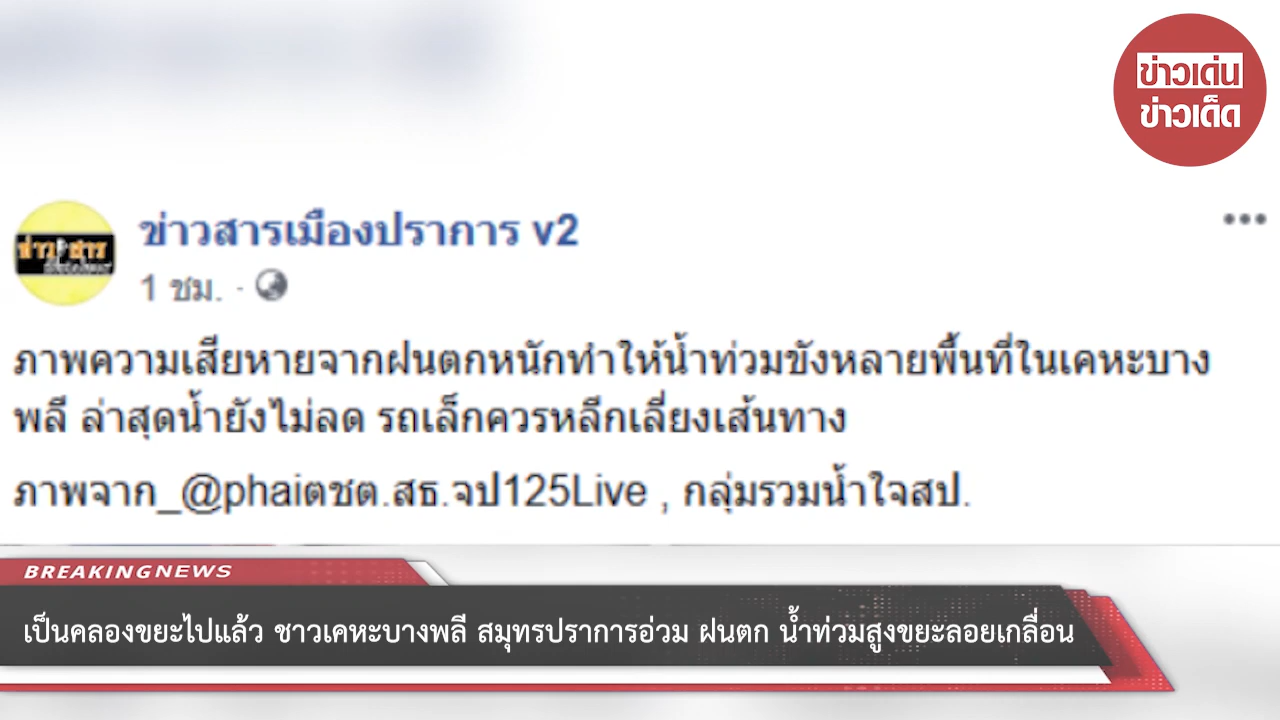 ข่าวเด่น
ข่าวเด็ด
ข่าวสารเมืองปราการ v2
1 ชม. ·
ข่าวสาร
ภาพความเสียหายจากฝนตกหนักทำให้น้ำท่วมขังหลายพื้นที่ในเคหะบาง
พลี ล่าสุดน้ำยังไม่ลด รถเล็กควรหลีกเลี่ยงเส้นทาง
ภาพจาก_@phaiตชต.สธ.จป125Live , กลุ่มรวมน้ำใจสป.
BREAKINGNEWS
เป็นคลองขยะไปแล้ว ชาวเคหะบางพลี สมุทรปราการอ่วม ฝนตก น้ำท่วมสูงขยะลอยเกลื่อน